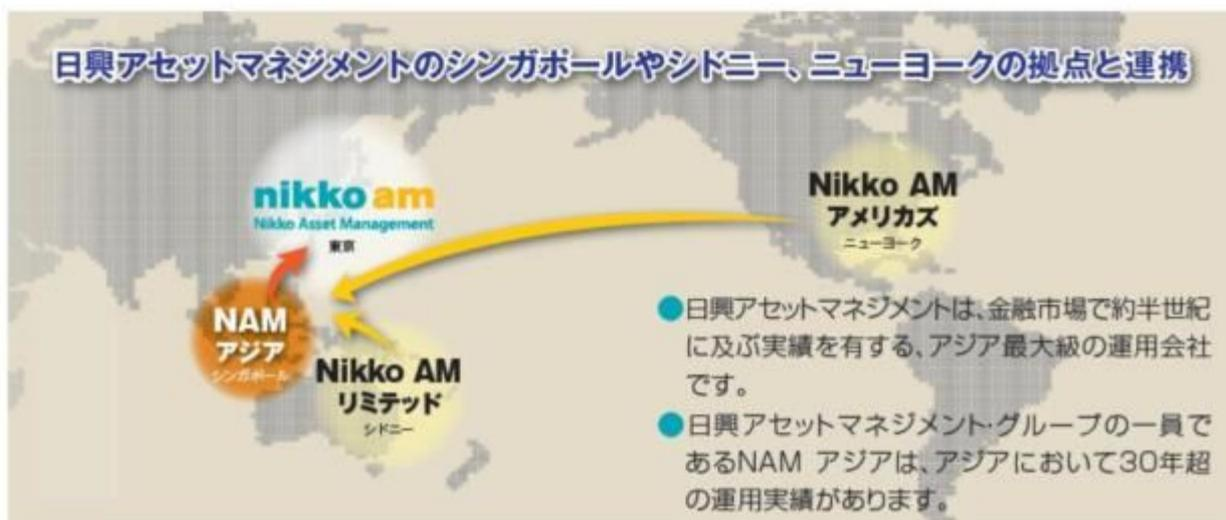 日興アセットマネジメントのシンガポールやシドニー、ニューヨークの拠点と連携
nikko am
Nikko Asset Management
東京
Nikko AM
アメリカズ
ニューヨーク
NAM
アジア
シンガポール
Nikko AM
リミテッド
シドニー
●日興アセットマネジメントは、金融市場で約半世紀
に及ぶ実績を有する、アジア最大級の運用会社
です。
●日興アセットマネジメント・グループの一員で
あるNAM アジアは、アジアにおいて30年超
の運用実績があります。